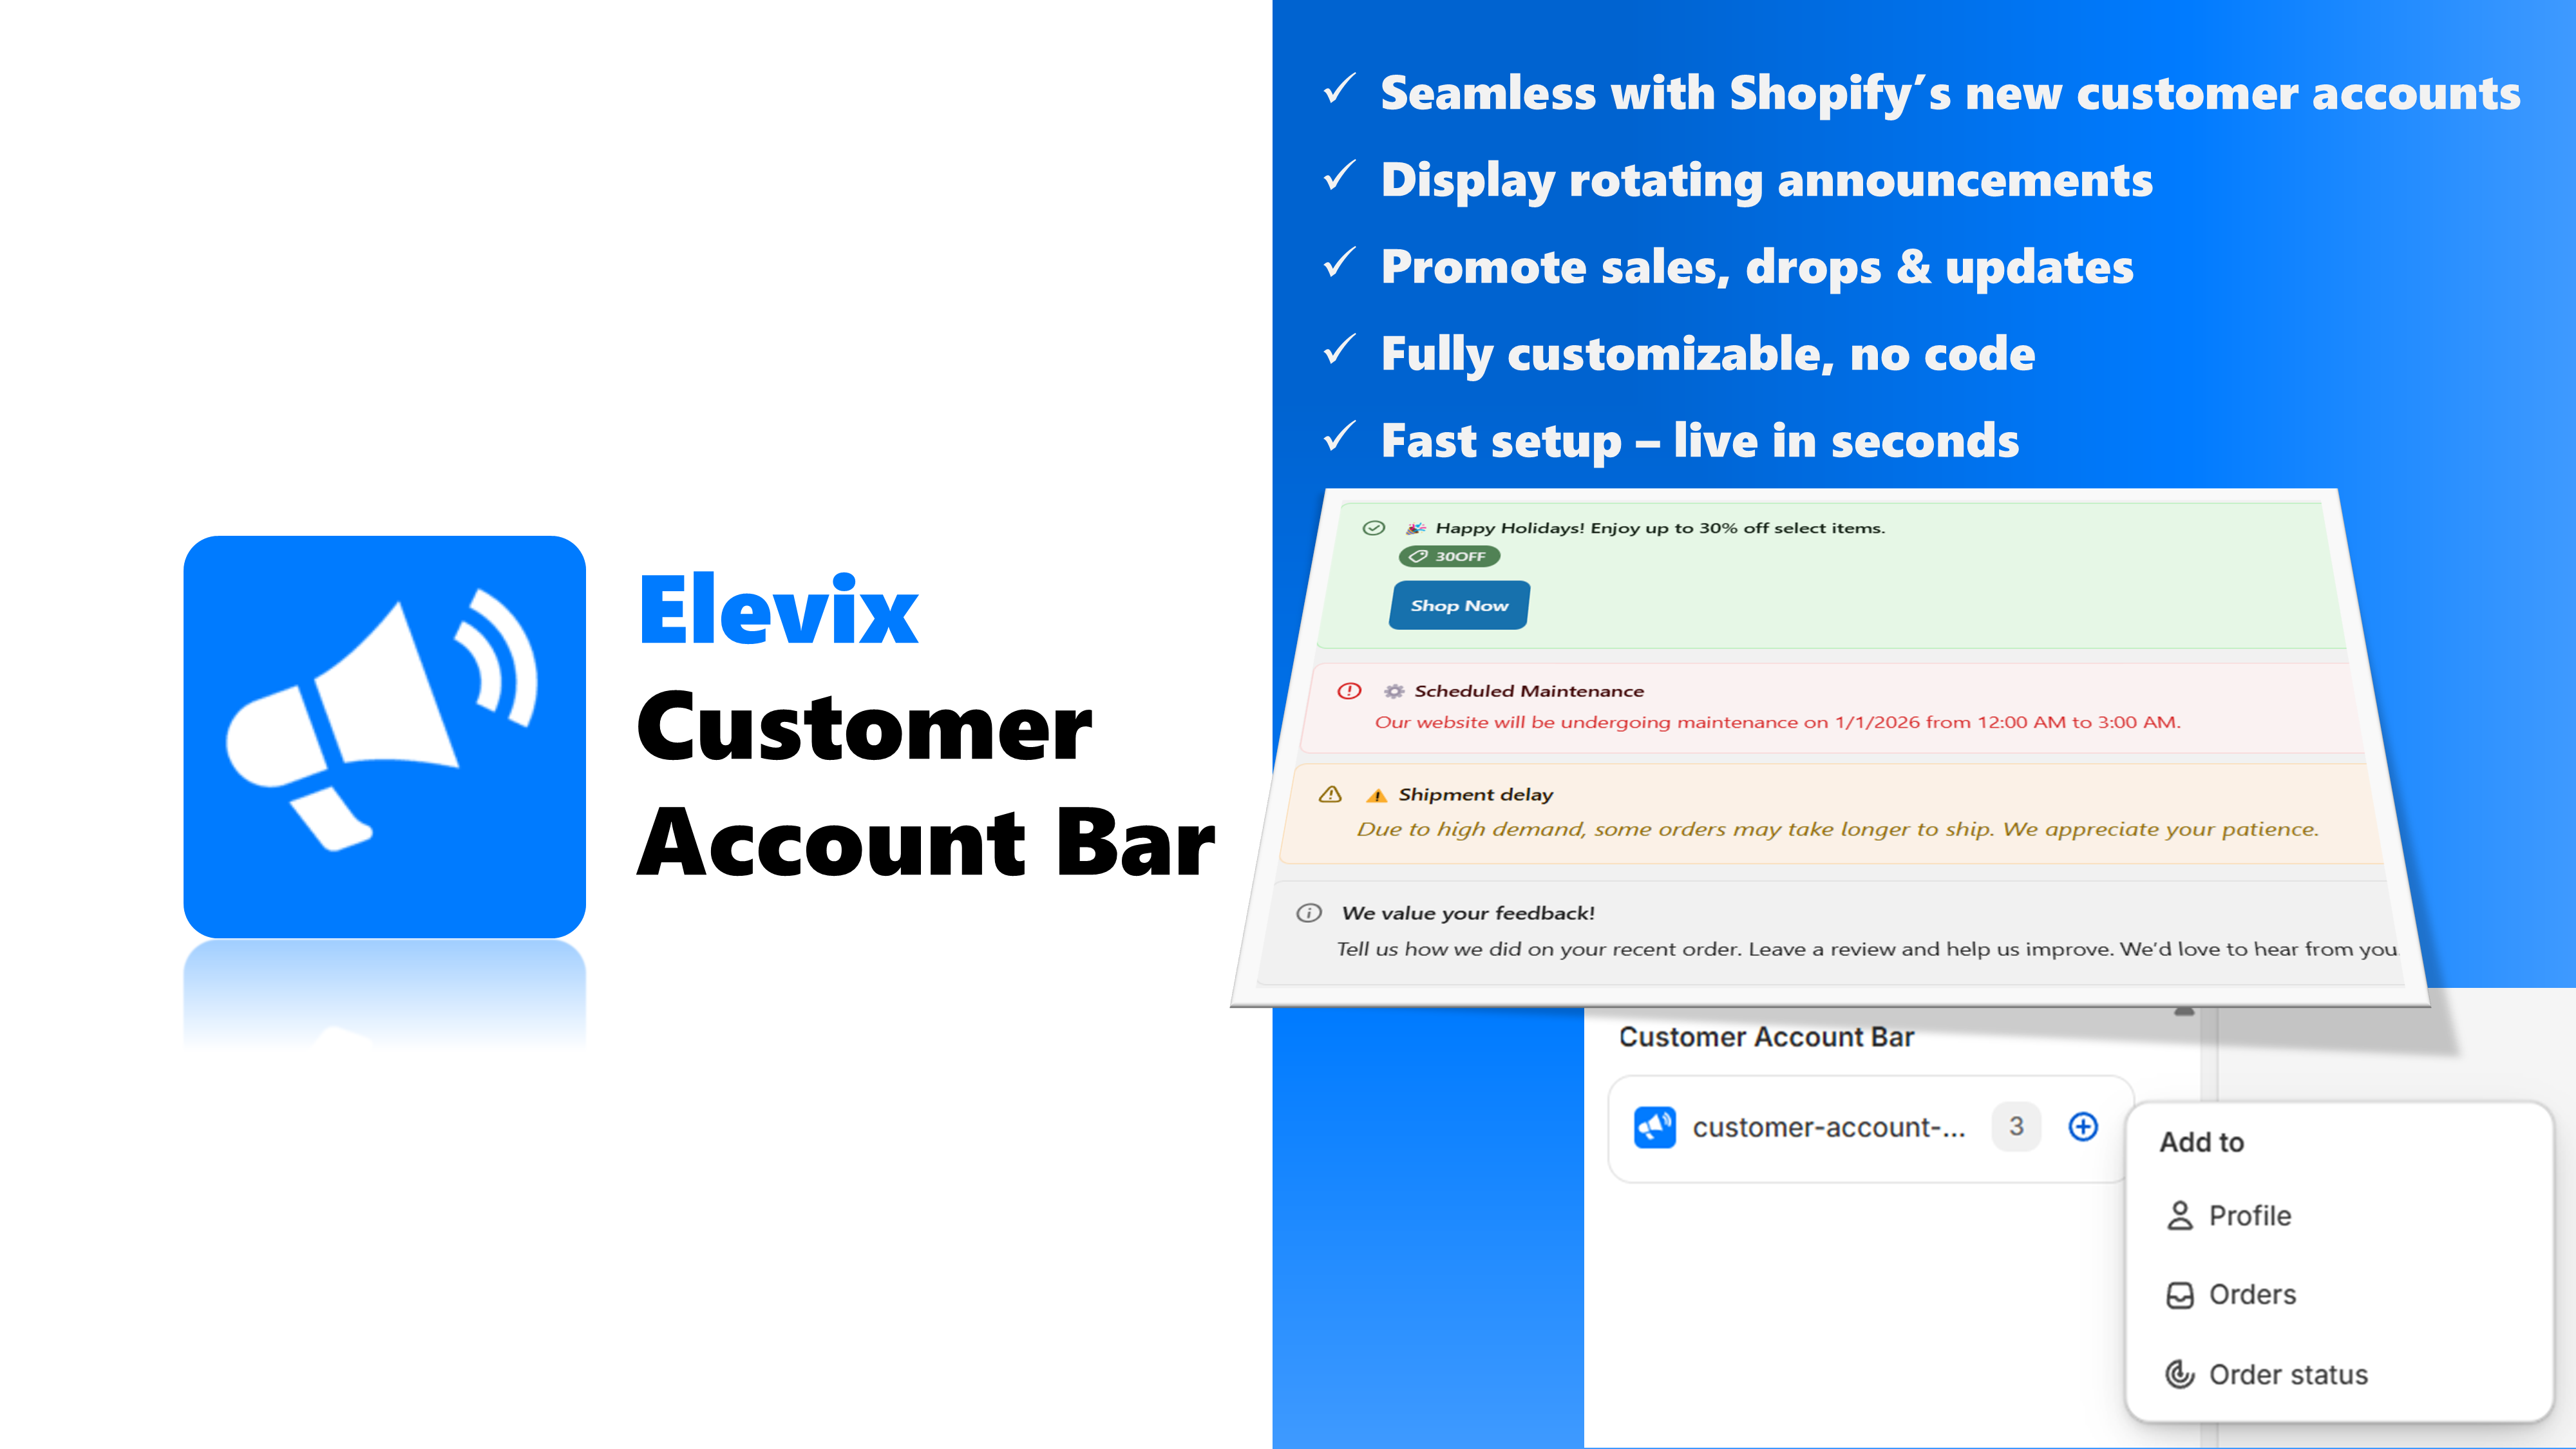 Elevix
Customer
Account Bar
✓ Seamless with Shopify’s new customer accounts
✓ Display rotating announcements
✓ Promote sales, drops & updates
✓ Fully customizable, no code
✓ Fast setup – live in seconds
🎉 Happy Holidays! Enjoy up to 30% off select items.
30OFF
Shop Now
⚙️ Scheduled Maintenance
Our website will be undergoing maintenance on 1/1/2026 from 12:00 AM to 3:00 AM.
⚠️ Shipment delay
Due to high demand, some orders may take longer to ship. We appreciate your patience.
We value your feedback!
Tell us how we did on your recent order. Leave a review and help us improve. We’d love to hear from you
Customer Account Bar
customer-account-... 3
Add to
Profile
Orders
Order status